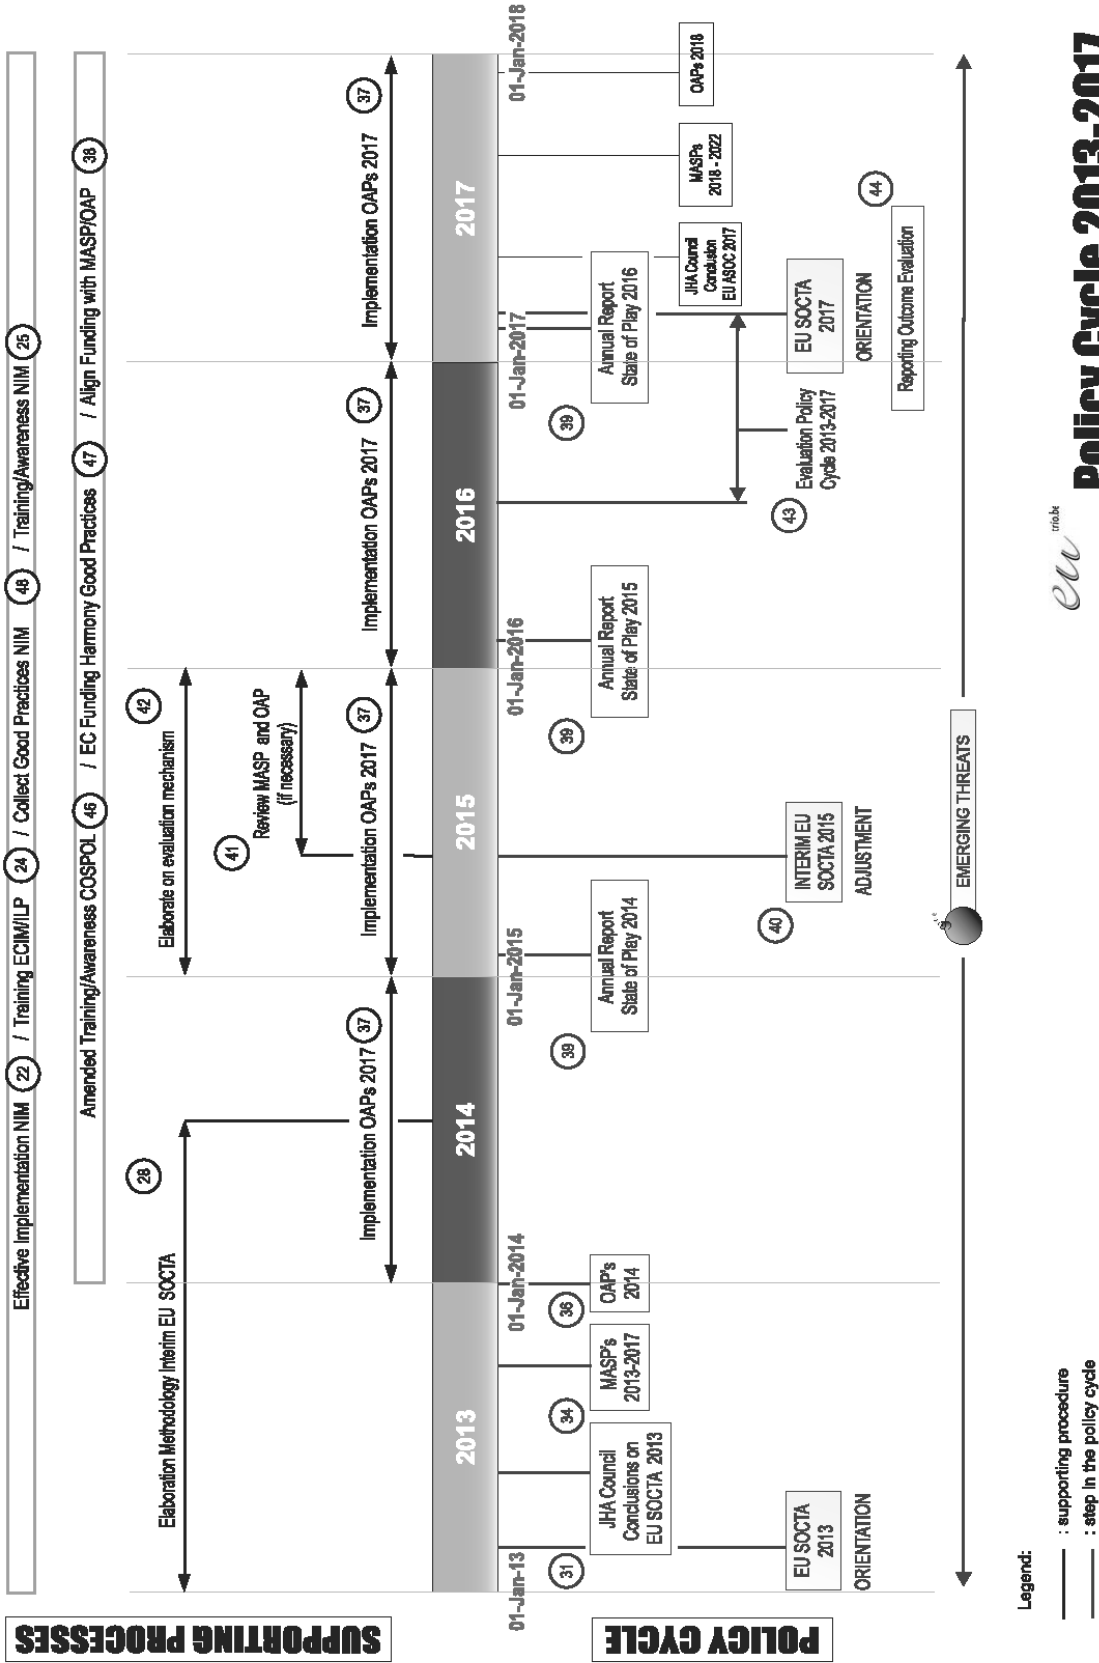 SUPPORTING PROCESSES
Effective Implementation NIM 22 / Training ECIM/ILP 24 / Collect Good Practices NIM 48 / Training/Awareness NIM 25
Amended Training/Awareness COSPOL 46 / EC Funding Harmony Good Practices 47 / Align Funding with MASP/OAP 38
28
Elaboration Methodology Interim EU SOCTA
42
Elaborate on evaluation mechanism
41
Review MASP and OAP
(if necessary)
Implementation OAPs 2017 37
Implementation OAPs 2017 37
Implementation OAPs 2017 37
Implementation OAPs 2017 37
2013
2014
2015
2016
2017
01-Jan-13
01-Jan-2014
01-Jan-2015
01-Jan-2016
01-Jan-2017
01-Jan-2018
POLICY CYCLE
31
JHA Council
Conclusions on
EU SOCTA 2013
34
MASP's
2013-2017
36
OAP's
2014
39
Annual Report
State of Play 2014
39
Annual Report
State of Play 2015
39
Annual Report
State of Play 2016
JHA Council
Conclusion
EU ASOC 2017
MASPs
2018 - 2022
OAPs 2018
EU SOCTA
2013
ORIENTATION
40
INTERIM EU
SOCTA 2015
ADJUSTMENT
43
Evaluation Policy
Cycle 2013-2017
EU SOCTA
2017
ORIENTATION
44
Reporting Outcome Evaluation
EMERGING THREATS
Legend:
: supporting procedure
: step in the policy cycle
eu trio.be
Policy Cycle 2013-2017